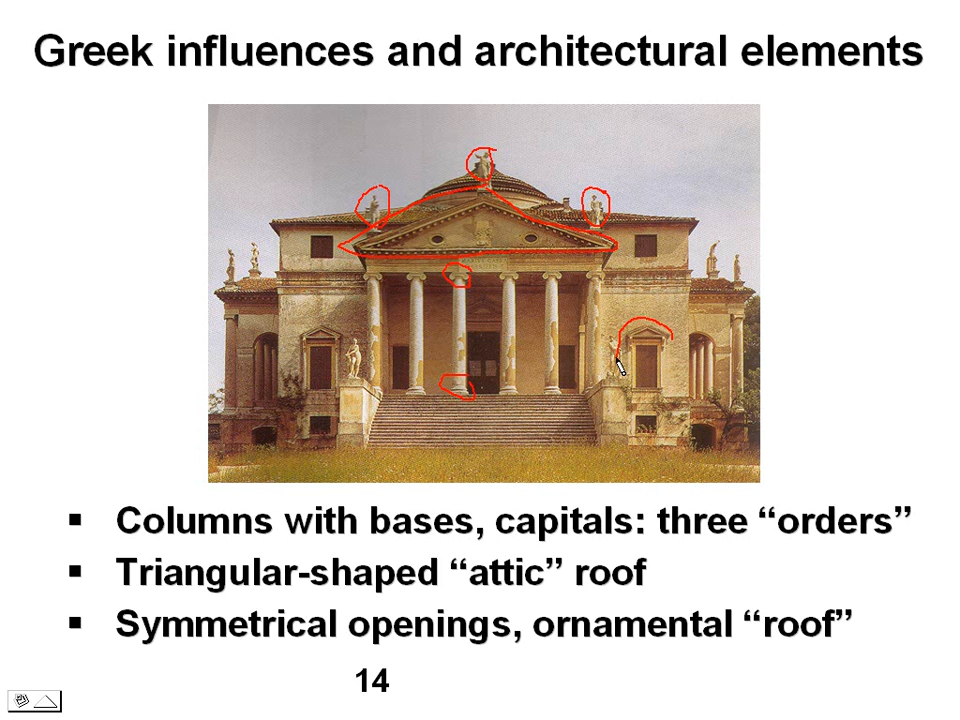 Greek influences and architectural elements
▪ Columns with bases, capitals: three “orders”
▪ Triangular-shaped “attic” roof
▪ Symmetrical openings, ornamental “roof”
14